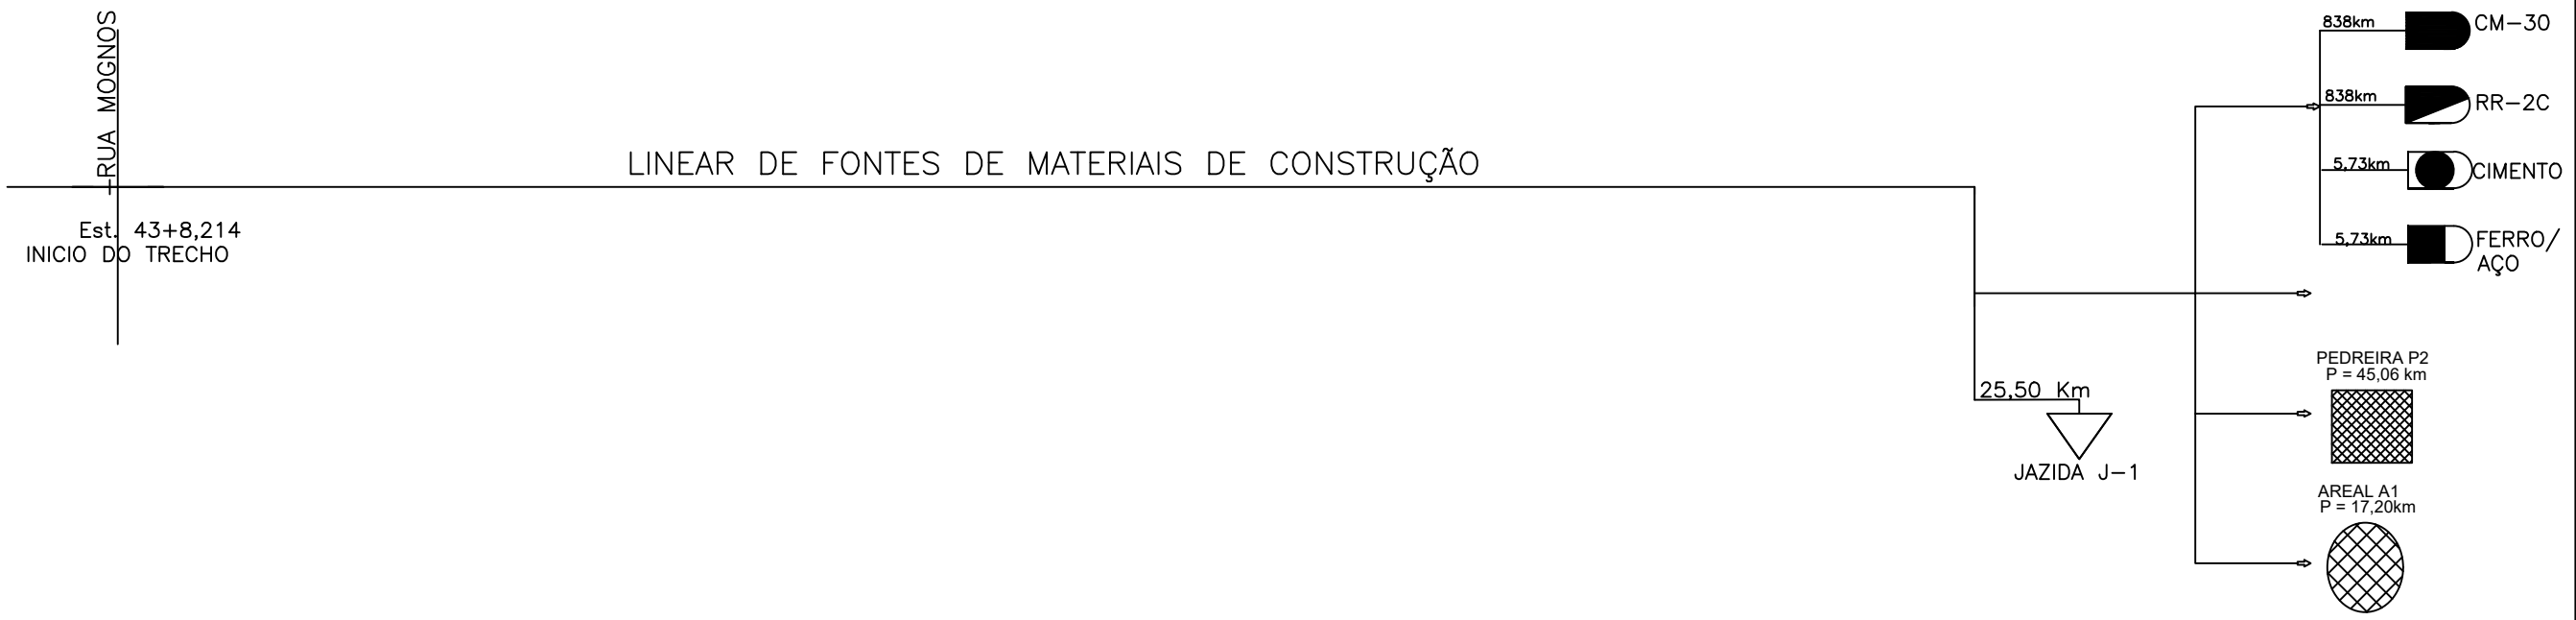 RUA MOGNOS
Est. 43+8,214
INICIO DO TRECHO
LINEAR DE FONTES DE MATERIAIS DE CONSTRUÇÃO
838km
CM-30
838km
RR-2C
5,73km
CIMENTO
5,73km
FERRO/
AÇO
25,50 Km
JAZIDA J-1
PEDREIRA P2
P = 45,06 km
AREAL A1
P = 17,20km